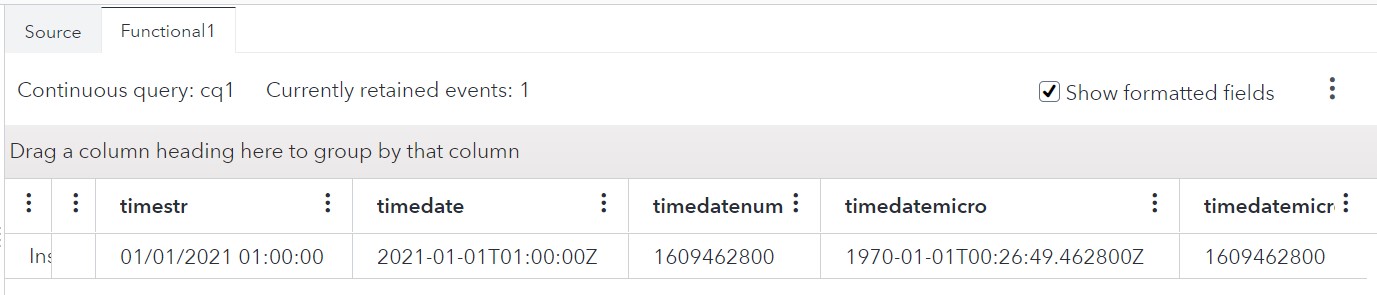 Source Functional1
Continuous query: cq1 Currently retained events: 1 Show formatted fields
Drag a column heading here to group by that column
timestr timedate timedatenum timedatemicro timedatemicr
Ins 01/01/2021 01:00:00 2021-01-01T01:00:00Z 1609462800 1970-01-01T00:26:49.462800Z 1609462800